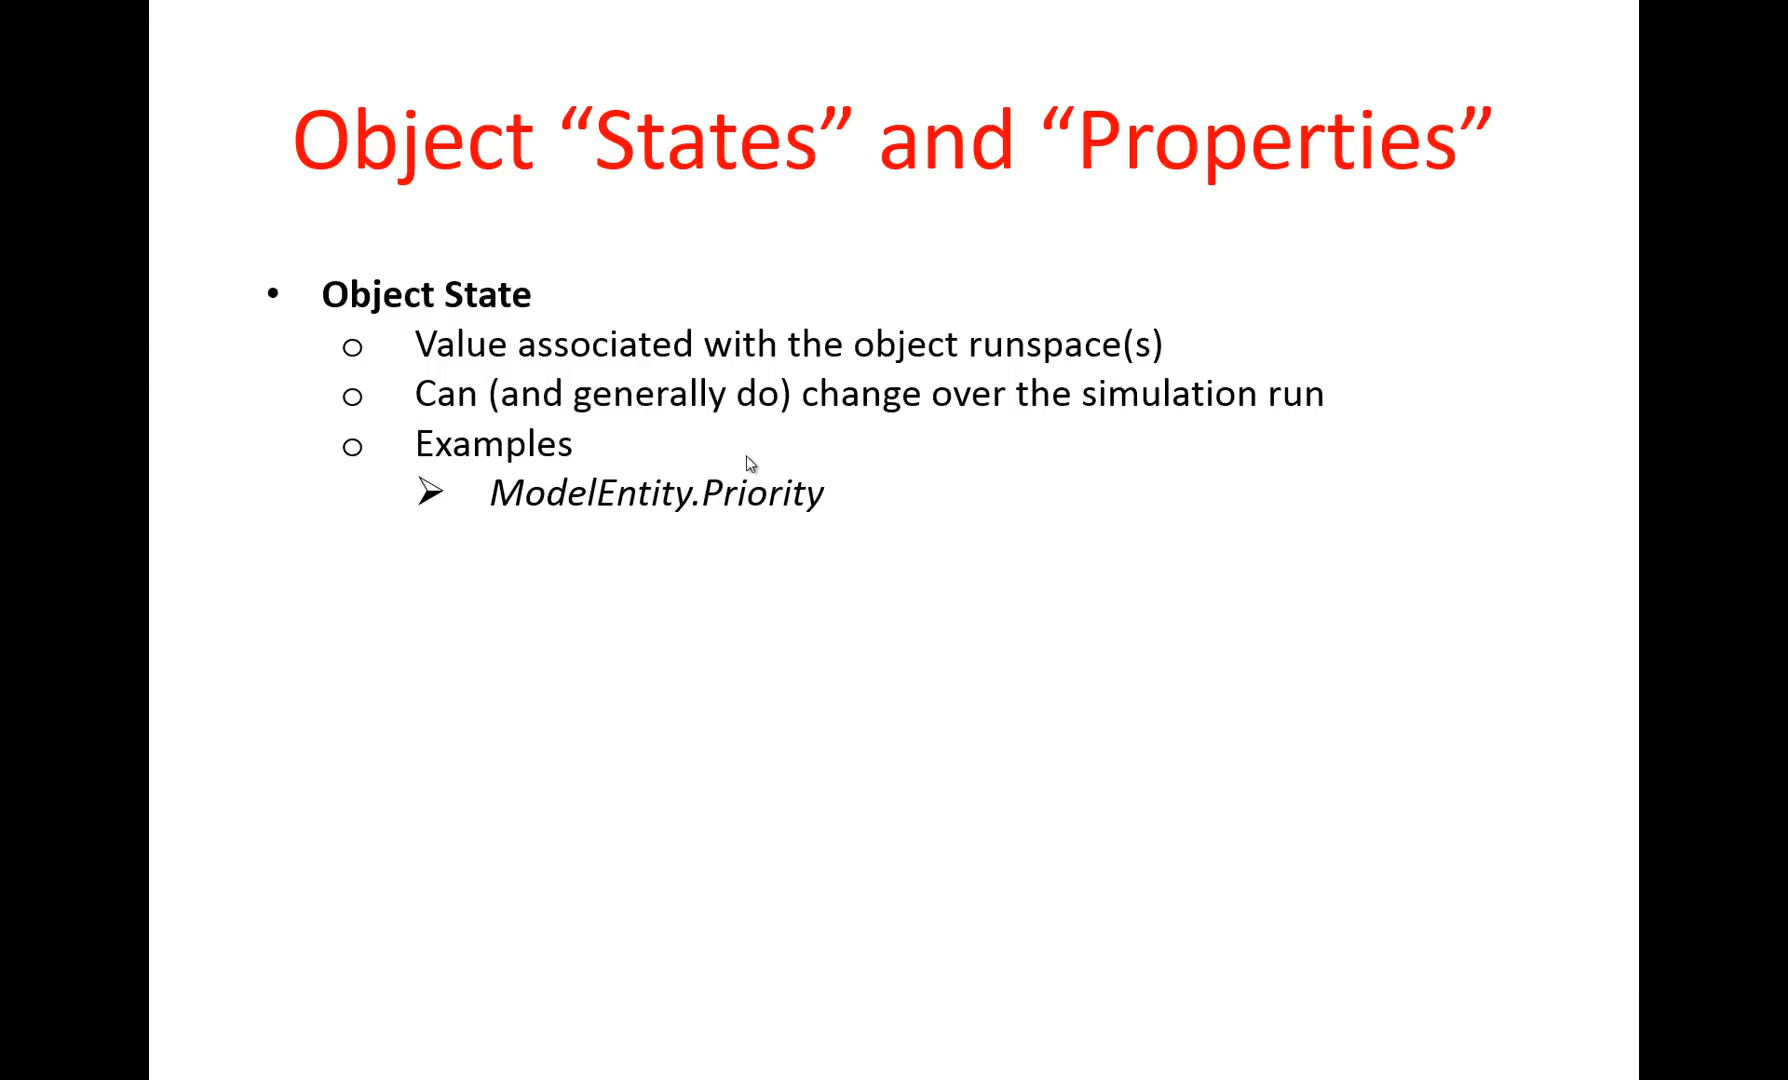 Object “States” and “Properties”
• Object State
o Value associated with the object runspace(s)
o Can (and generally do) change over the simulation run
o Examples
➢ ModelEntity.Priority